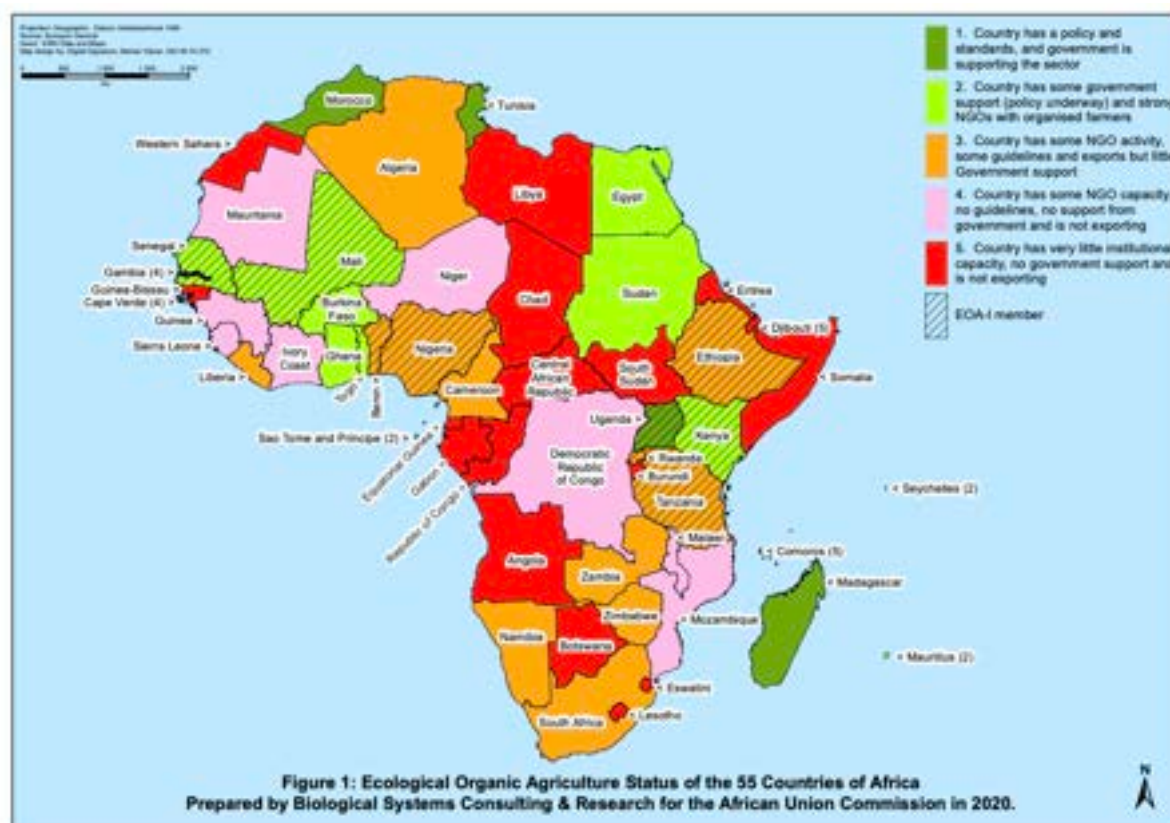 1. Country has a policy and
standards, and government is
supporting the sector
2. Country has some government
support (policy underway) and strong
NGOs with organised farmers
3. Country has some NGO activity,
some guidelines and exports but little
Government support
4. Country has some NGO capacity,
no guidelines, no support from
government and is not exporting
5. Country has very little institutional
capacity, no government support and
is not exporting
EOA-I member
Morocco
< Tunisia
Western Sahara >
Algeria
Libya
Egypt
Mauritania
Senegal >
Mali
Niger
Gambia (4) >
Guinea-Bissau >
Cape Verde (4) >
Burkina
Faso
Chad
Sudan
< Eritrea
Guinea >
< Djibouti (5)
Sierra Leone >
Ivory
Coast
Ghana
Nigeria
Ethiopia
Liberia >
Togo >
Benin >
Cameroon
Central
African
Republic
South
Sudan
< Somalia
Uganda >
Kenya
Sao Tome and Principe (2) >
Equatorial Guinea >
Gabon >
Republic of Congo >
Democratic
Republic
of Congo
< Rwanda
< Burundi
Tanzania
< Seychelles (2)
< Malawi
Angola
Zambia
< Comoros (5)
< Madagascar
Zimbabwe
< Mozambique
Namibia
Botswana
< Mauritius (2)
< Eswatini
South Africa
< Lesotho
Figure 1: Ecological Organic Agriculture Status of the 55 Countries of Africa
Prepared by Biological Systems Consulting & Research for the African Union Commission in 2020.
N